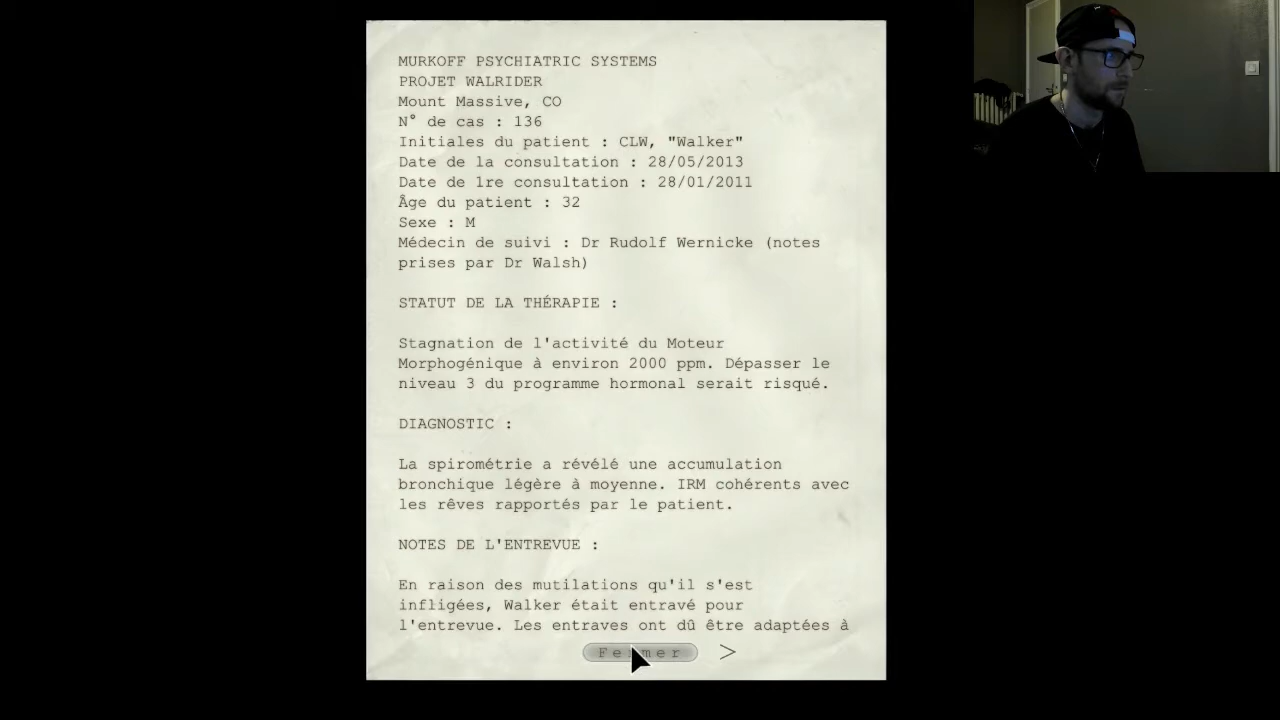 MURKOFF PSYCHIATRIC SYSTEMS
PROJET WALRIDER
Mount Massive, CO
N° de cas : 136
Initiales du patient : CLW, "Walker"
Date de la consultation : 28/05/2013
Date de 1re consultation : 28/01/2011
Âge du patient : 32
Sexe : M
Médecin de suivi : Dr Rudolf Wernicke (notes
prises par Dr Walsh)
STATUT DE LA THÉRAPIE :
Stagnation de l'activité du Moteur
Morphogénique à environ 2000 ppm. Dépasser le
niveau 3 du programme hormonal serait risqué.
DIAGNOSTIC :
La spirométrie a révélé une accumulation
bronchique légère à moyenne. IRM cohérents avec
les rêves rapportés par le patient.
NOTES DE L'ENTREVUE :
En raison des mutilations qu'il s'est
infligées, Walker était entravé pour
l'entrevue. Les entraves ont dû être adaptées à
Fermer >